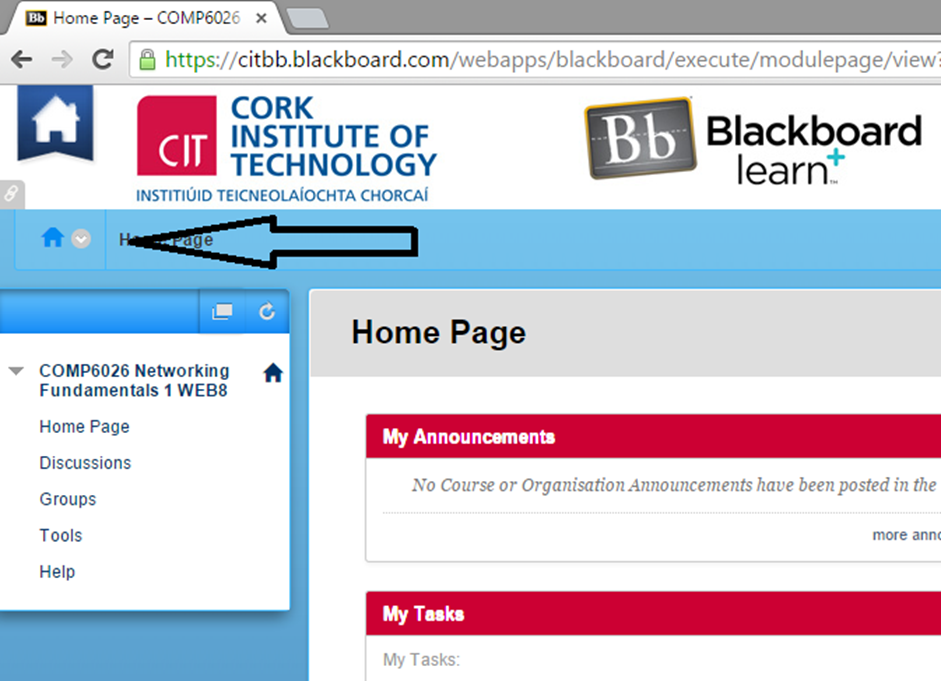 Bb Home Page – COMP6026
https://citbb.blackboard.com/webapps/blackboard/execute/modulepage/view?
CIT
CORK
INSTITUTE OF
TECHNOLOGY
INSTITIÚID TEICNEOLAÍOCHTA CHORCAÍ
Bb
Blackboard
learn+™
Home Page
COMP6026 Networking
Fundamentals 1 WEB8
Home Page
Discussions
Groups
Tools
Help
Home Page
My Announcements
No Course or Organisation Announcements have been posted in the
more anno
My Tasks
My Tasks: